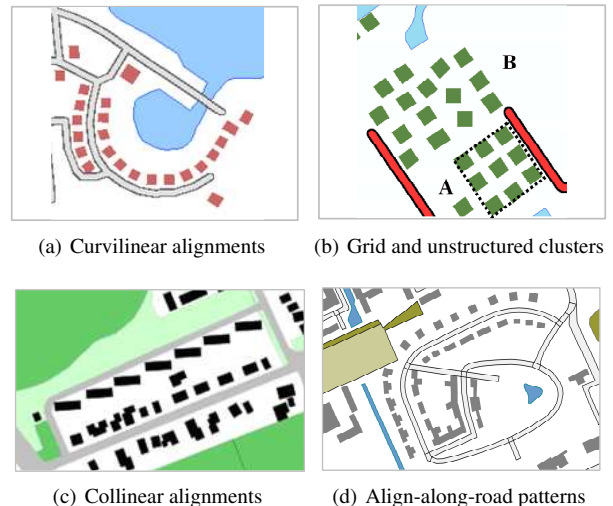 B
A
(a) Curvilinear alignments
(b) Grid and unstructured clusters
(c) Collinear alignments
(d) Align-along-road patterns